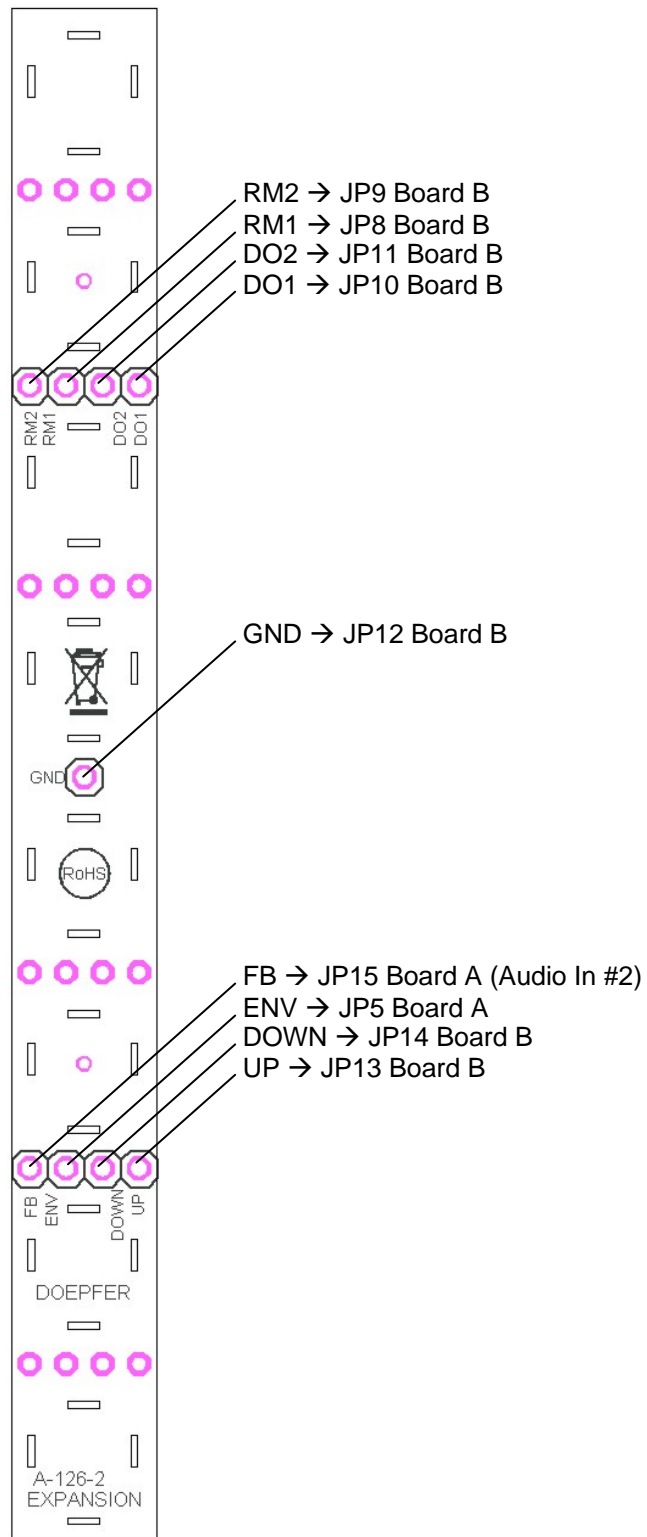 RM2 → JP9 Board B
RM1 → JP8 Board B
DO2 → JP11 Board B
DO1 → JP10 Board B
RM2
RM1
DO2
DO1
GND → JP12 Board B
GND
RoHS
FB → JP15 Board A (Audio In #2)
ENV → JP5 Board A
DOWN → JP14 Board B
UP → JP13 Board B
FB
ENV
DOWN
UP
DOEPFER
A-126-2
EXPANSION